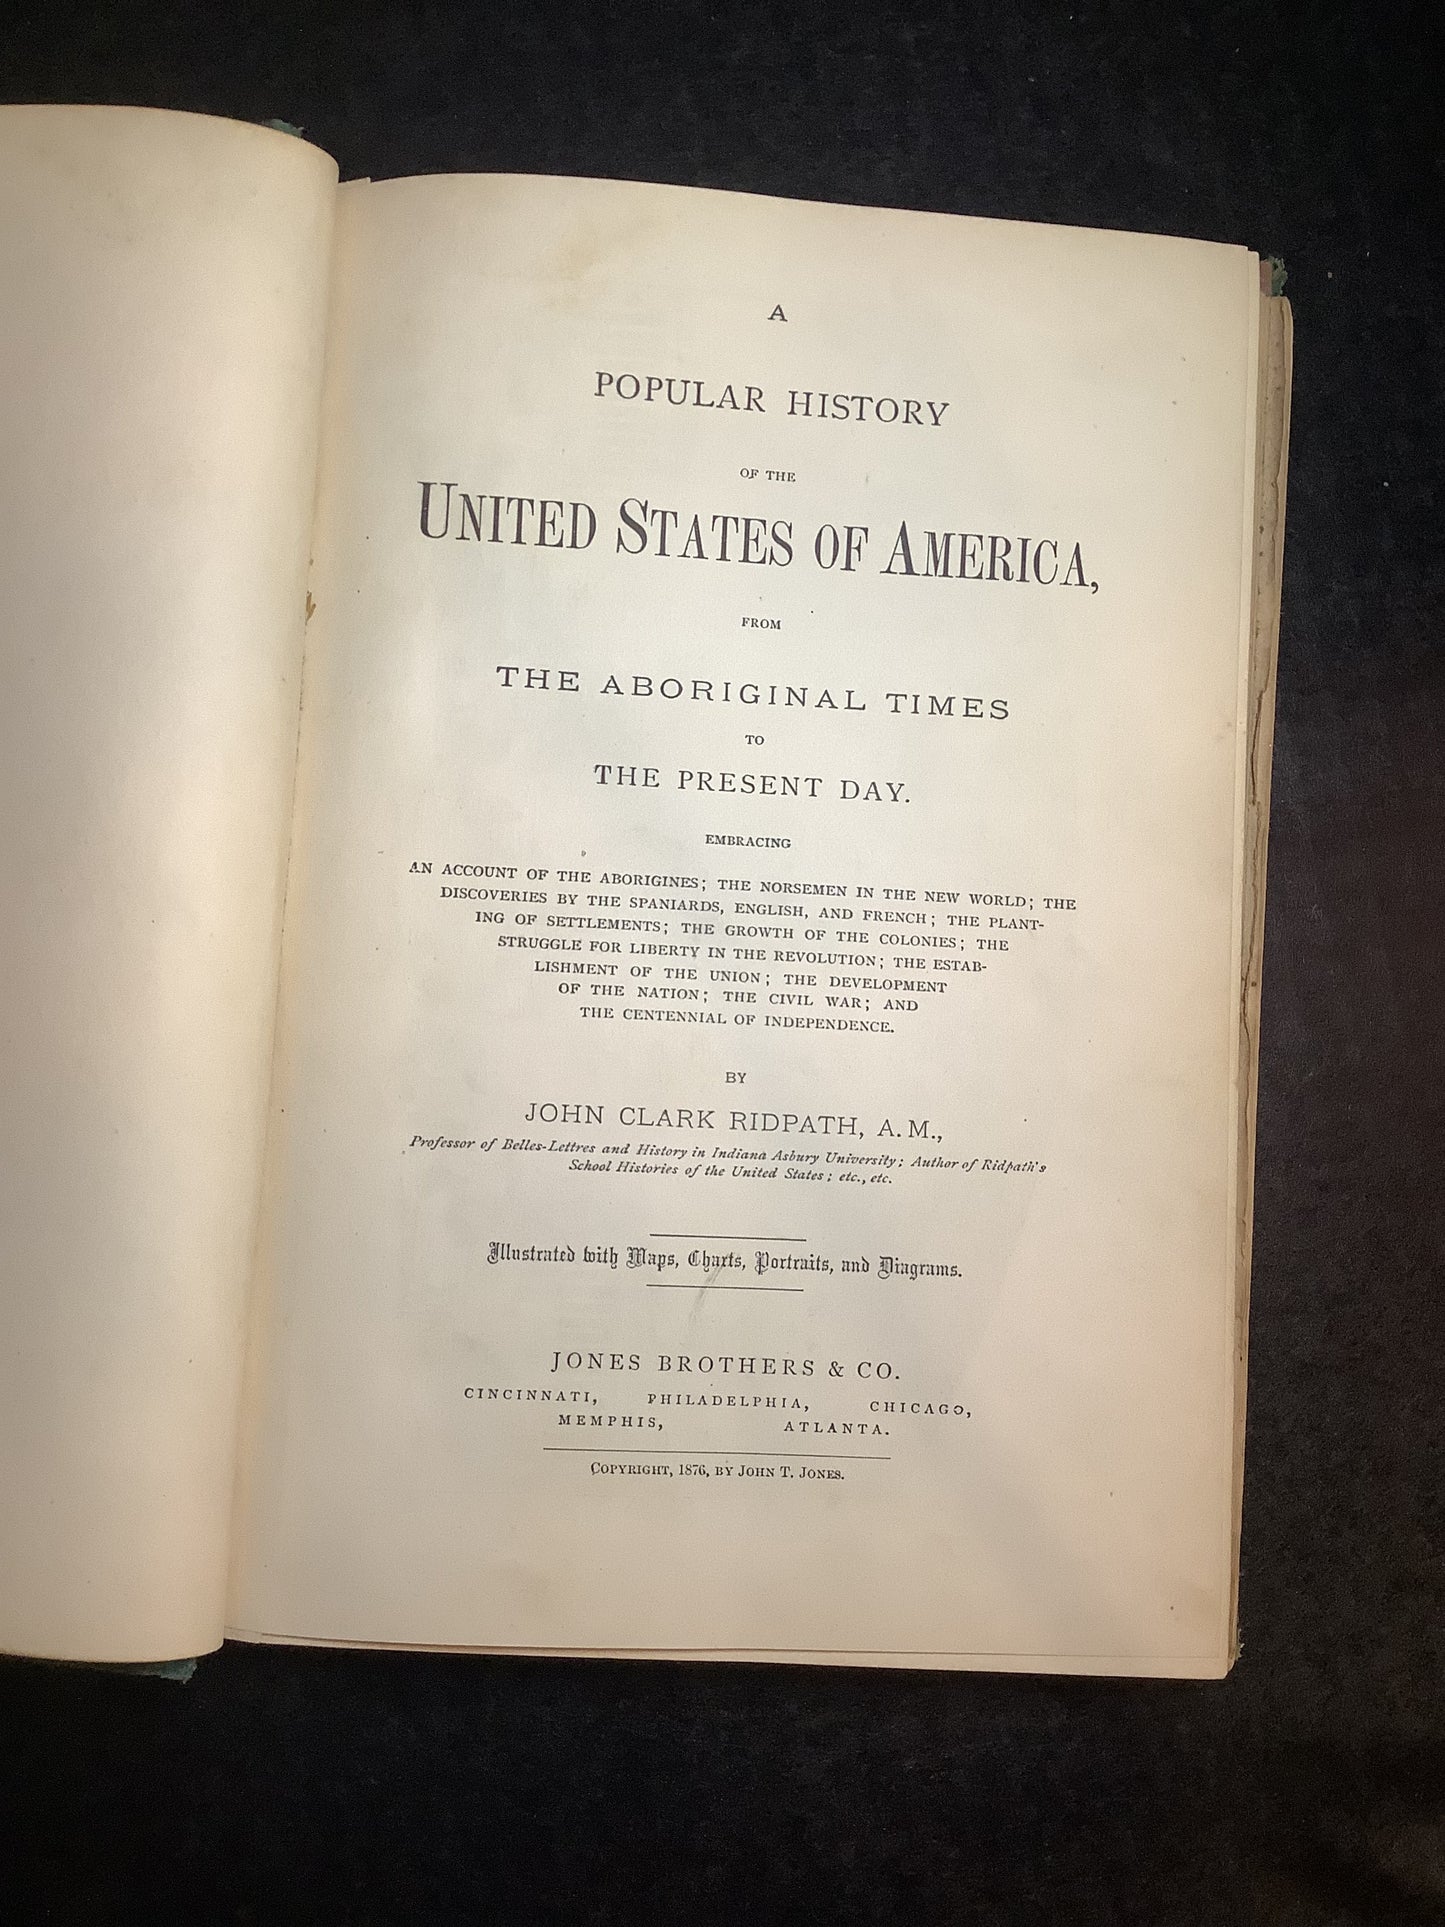 A
POPULAR HISTORY
OF THE
UNITED STATES OF AMERICA,
FROM
THE ABORIGINAL TIMES
TO
THE PRESENT DAY.
EMBRACING
AN ACCOUNT OF THE ABORIGINES; THE NORSEMEN IN THE NEW WORLD; THE
DISCOVERIES BY THE SPANIARDS, ENGLISH, AND FRENCH; THE PLANT-
ING OF SETTLEMENTS; THE GROWTH OF THE COLONIES; THE
STRUGGLE FOR LIBERTY IN THE REVOLUTION; THE ESTAB-
LISHMENT OF THE UNION; THE DEVELOPMENT
OF THE NATION; THE CIVIL WAR; AND
THE CENTENNIAL OF INDEPENDENCE.
BY
JOHN CLARK RIDPATH, A.M.,
Professor of Belles-Lettres and History in Indiana Asbury University; Author of Ridpath's
School Histories of the United States; etc., etc.
Illustrated with Maps, Charts, Portraits, and Diagrams.
JONES BROTHERS & CO.
CINCINNATI, PHILADELPHIA, CHICAGO,
MEMPHIS, ATLANTA.
COPYRIGHT, 1876, BY JOHN T. JONES.